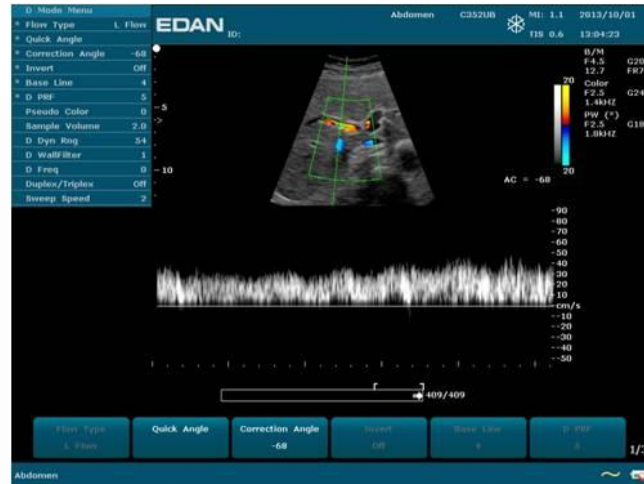 D Mode Menu
* Flow Type L Flow
* Quick Angle
* Correction Angle -68
* Invert Off
* Base Line 4
* D PRF 5
Pseudo Color 0
Sample Volume 2.0
D Dyn Rng 54
D WallFilter 1
D Freq 0
Duplex/Triplex Off
Sweep Speed 2
EDAN
ID:
Abdomen C352UB MI: 1.1 2013/10/01
TIS 0.6 13:04:23
B/M
F4.5 G20
12.7 FR7
Color
F2.5 G24
1.4kHZ
PW (*)
F2.5 G18
1.8kHZ
20
20
AC = -68
-5
>
-10
-90
-80
-70
-60
-50
-40
-30
-20
-10
cm/s
--10
--20
--30
--40
--50
409/409
Flow Type
L Flow
Quick Angle
Correction Angle
-68
Invert
Off
Base Line
4
D PRF
5
1/3
Abdomen